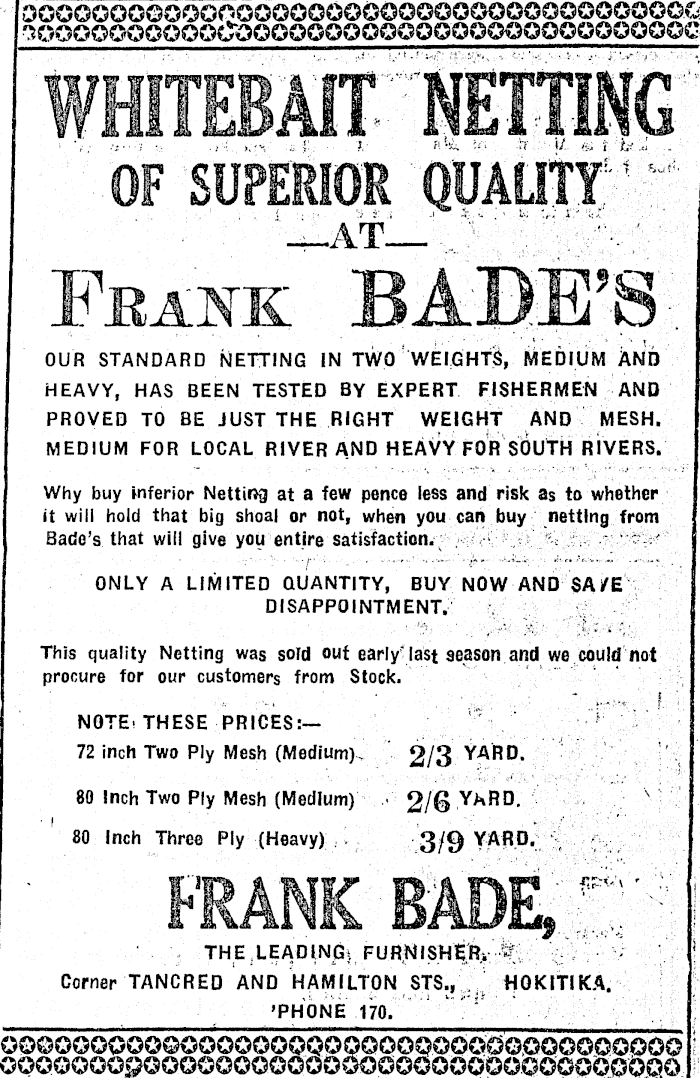 WHITEBAIT NETTING
OF SUPERIOR QUALITY
—AT—
FRANK BADE'S
OUR STANDARD NETTING IN TWO WEIGHTS, MEDIUM AND
HEAVY, HAS BEEN TESTED BY EXPERT FISHERMEN AND
PROVED TO BE JUST THE RIGHT WEIGHT AND MESH.
MEDIUM FOR LOCAL RIVER AND HEAVY FOR SOUTH RIVERS.
Why buy inferior Netting at a few pence less and risk as to whether
it will hold that big shoal or not, when you can buy netting from
Bade's that will give you entire satisfaction.
ONLY A LIMITED QUANTITY, BUY NOW AND SAVE
DISAPPOINTMENT.
This quality Netting was sold out early last season and we could not
procure for our customers from Stock.
NOTE THESE PRICES:—
72 inch Two Ply Mesh (Medium) 2/3 YARD.
80 Inch Two Ply Mesh (Medium) 2/6 YARD.
80 Inch Three Ply (Heavy) 3/9 YARD.
FRANK BADE,
THE LEADING FURNISHER.
Corner TANCRED AND HAMILTON STS., HOKITIKA.
'PHONE 170.